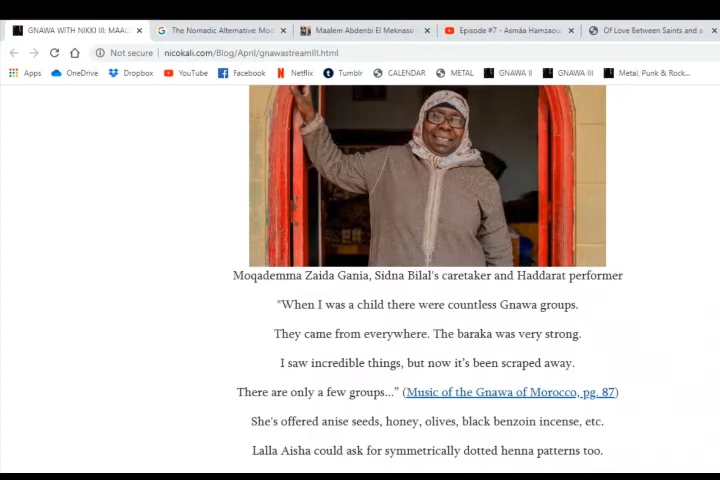 GNAWA WITH NIKKI III: MAAL
The Nomadic Alternative: Moo
Maalem Abdenbi El Meknassi
Episode #7 - Asmâa Hamzaou
Of Love Between Saints and a
Not secure | nicokali.com/Blog/April/gnawastreamIII.html
Apps
OneDrive
Dropbox
YouTube
Facebook
Netflix
Tumblr
CALENDAR
METAL
GNAWA II
GNAWA III
Metal, Punk & Rock...
Moqademma Zaida Gania, Sidna Bilal's caretaker and Haddarat performer
"When I was a child there were countless Gnawa groups.
They came from everywhere. The baraka was very strong.
I saw incredible things, but now it's been scraped away.
There are only a few groups...” (Music of the Gnawa of Morocco, pg. 87)
She's offered anise seeds, honey, olives, black benzoin incense, etc.
Lalla Aisha could ask for symmetrically dotted henna patterns too.